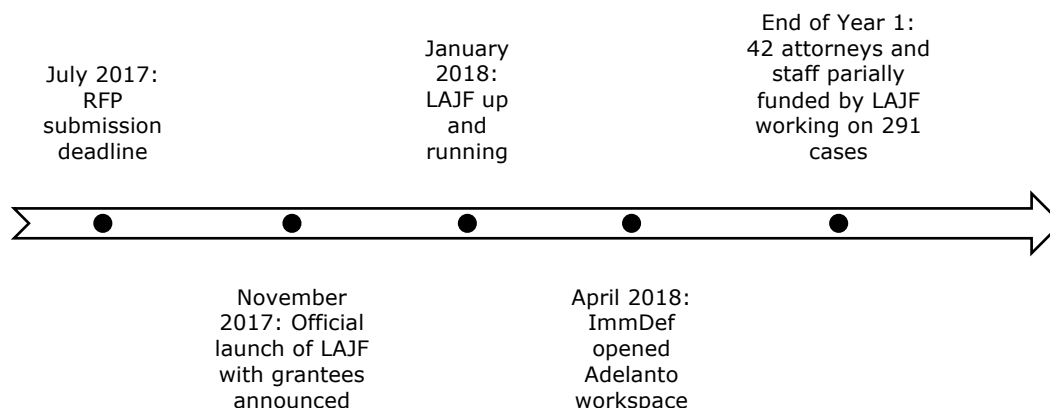 July 2017:
RFP
submission
deadline
November
2017: Official
launch of LAJF
with grantees
announced
January
2018:
LAJF up
and
running
April 2018:
ImmDef
opened
Adelanto
workspace
End of Year 1:
42 attorneys and
staff parially
funded by LAJF
working on 291
cases